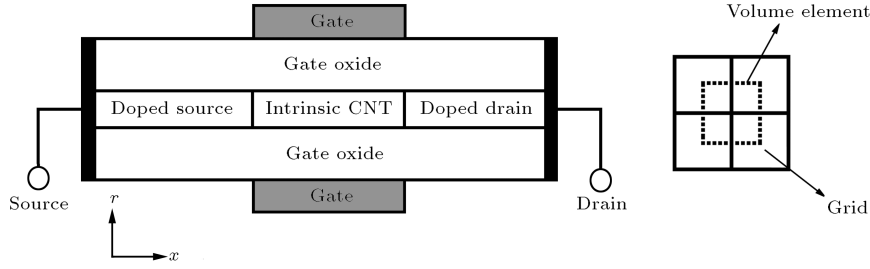 Gate
Volume element
Gate oxide
Doped source
Intrinsic CNT
Doped drain
Gate oxide
Source
r
Gate
Drain
Grid
x